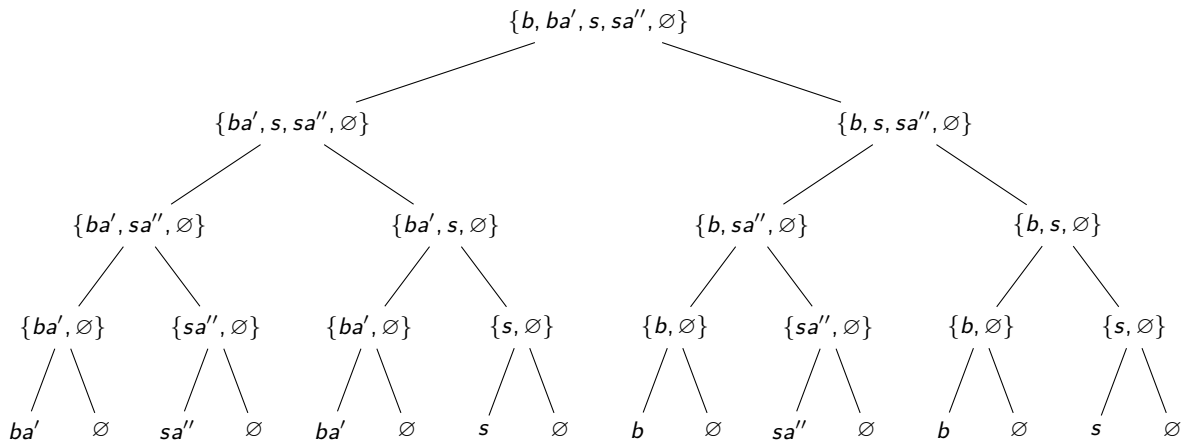 {b, ba′, s, sa″, ∅}
{ba′, s, sa″, ∅} {b, s, sa″, ∅}
{ba′, sa″, ∅} {ba′, s, ∅} {b, sa″, ∅} {b, s, ∅}
{ba′, ∅} {sa″, ∅} {ba′, ∅} {s, ∅} {b, ∅} {sa″, ∅} {b, ∅} {s, ∅}
ba′ ∅ sa″ ∅ ba′ ∅ s ∅ b ∅ sa″ ∅ b ∅ s ∅